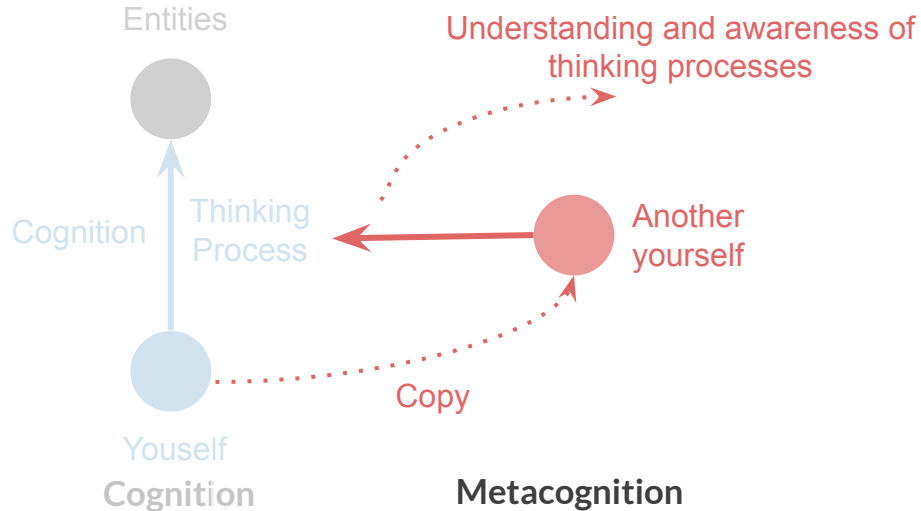 Entities
Understanding and awareness of
thinking processes
Cognition
Thinking
Process
Another
yourself
Copy
Youself
Cognition
Metacognition